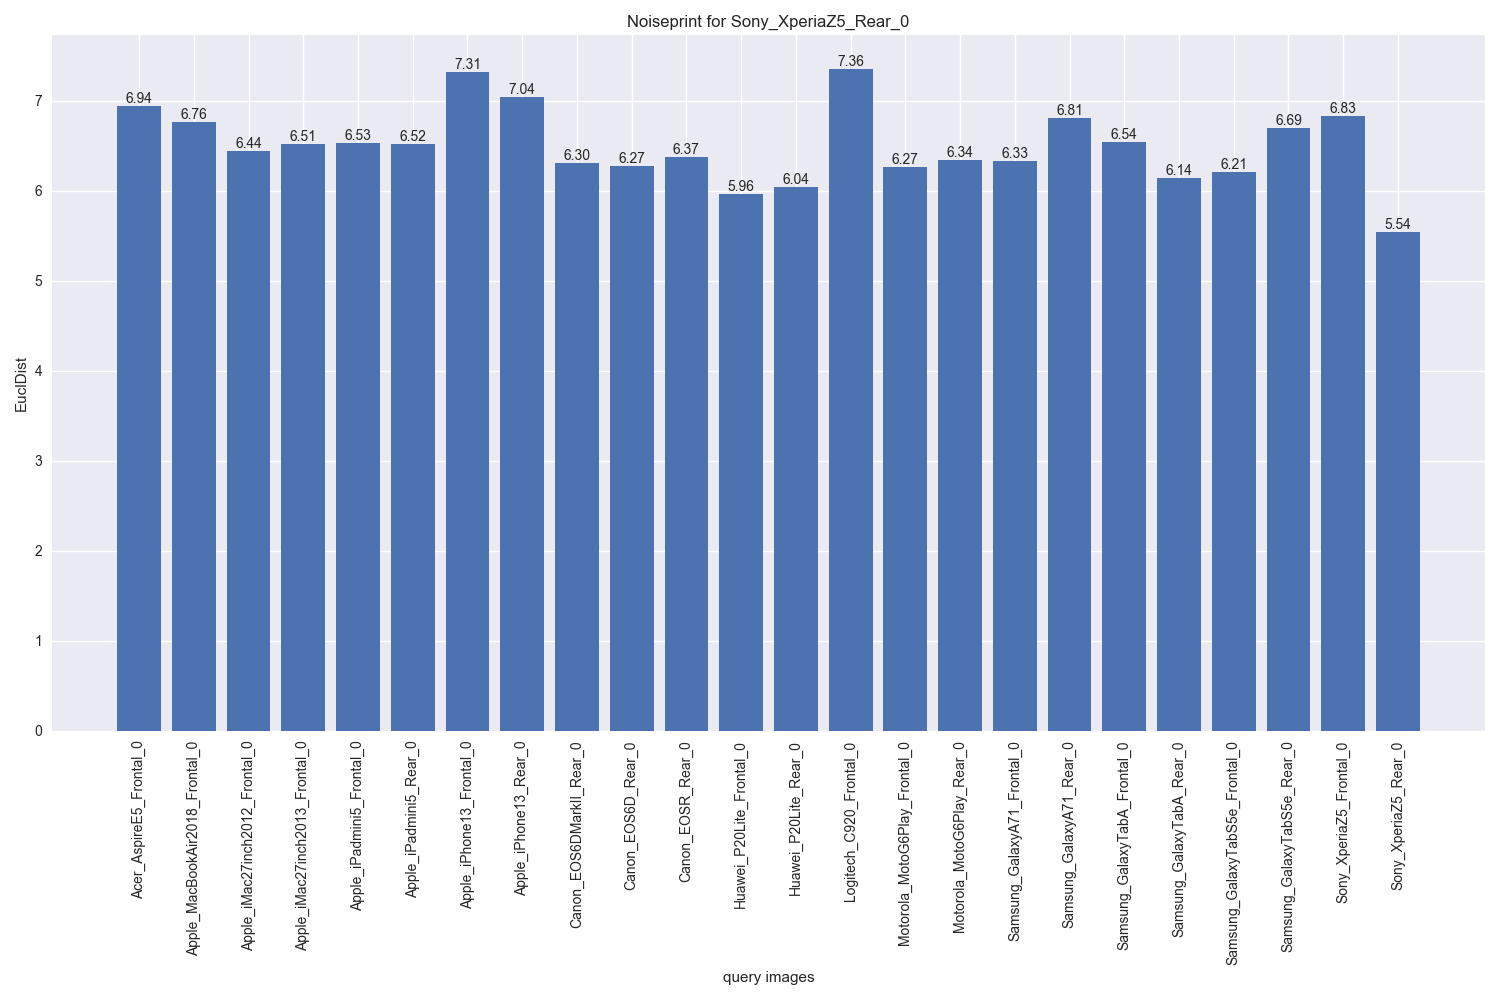 Noiseprint for Sony_XperiaZ5_Rear_0
EuclDist
7
6
5
4
3
2
1
0
6.94
6.76
6.44
6.51
6.53
6.52
7.31
7.04
6.30
6.27
6.37
5.96
6.04
7.36
6.27
6.34
6.33
6.81
6.54
6.14
6.21
6.69
6.83
5.54
Acer_AspireE5_Frontal_0
Apple_MacBookAir2018_Frontal_0
Apple_iMac27inch2012_Frontal_0
Apple_iMac27inch2013_Frontal_0
Apple_iPadmini5_Frontal_0
Apple_iPadmini5_Rear_0
Apple_iPhone13_Frontal_0
Apple_iPhone13_Rear_0
Canon_EOS6DMarkII_Rear_0
Canon_EOS6D_Rear_0
Canon_EOSR_Rear_0
Huawei_P20Lite_Frontal_0
Huawei_P20Lite_Rear_0
Logitech_C920_Frontal_0
Motorola_MotoG6Play_Frontal_0
Motorola_MotoG6Play_Rear_0
Samsung_GalaxyA71_Frontal_0
Samsung_GalaxyA71_Rear_0
Samsung_GalaxyTabA_Frontal_0
Samsung_GalaxyTabA_Rear_0
Samsung_GalaxyTabS5e_Frontal_0
Samsung_GalaxyTabS5e_Rear_0
Sony_XperiaZ5_Frontal_0
Sony_XperiaZ5_Rear_0
query images